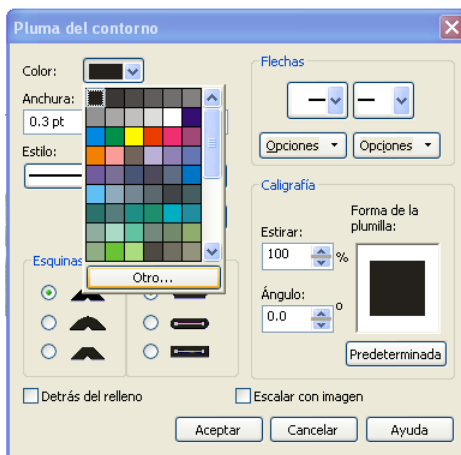 Pluma del contorno
Color:
Anchura:
0.3 pt
Estilo:
Otro...
Esquinas
Flechas
Opciones
Opciones
Caligrafía
Estirar:
100 %
Ángulo:
0.0 º
Forma de la
plumilla:
Predeterminada
Detrás del relleno
Escalar con imagen
Aceptar
Cancelar
Ayuda